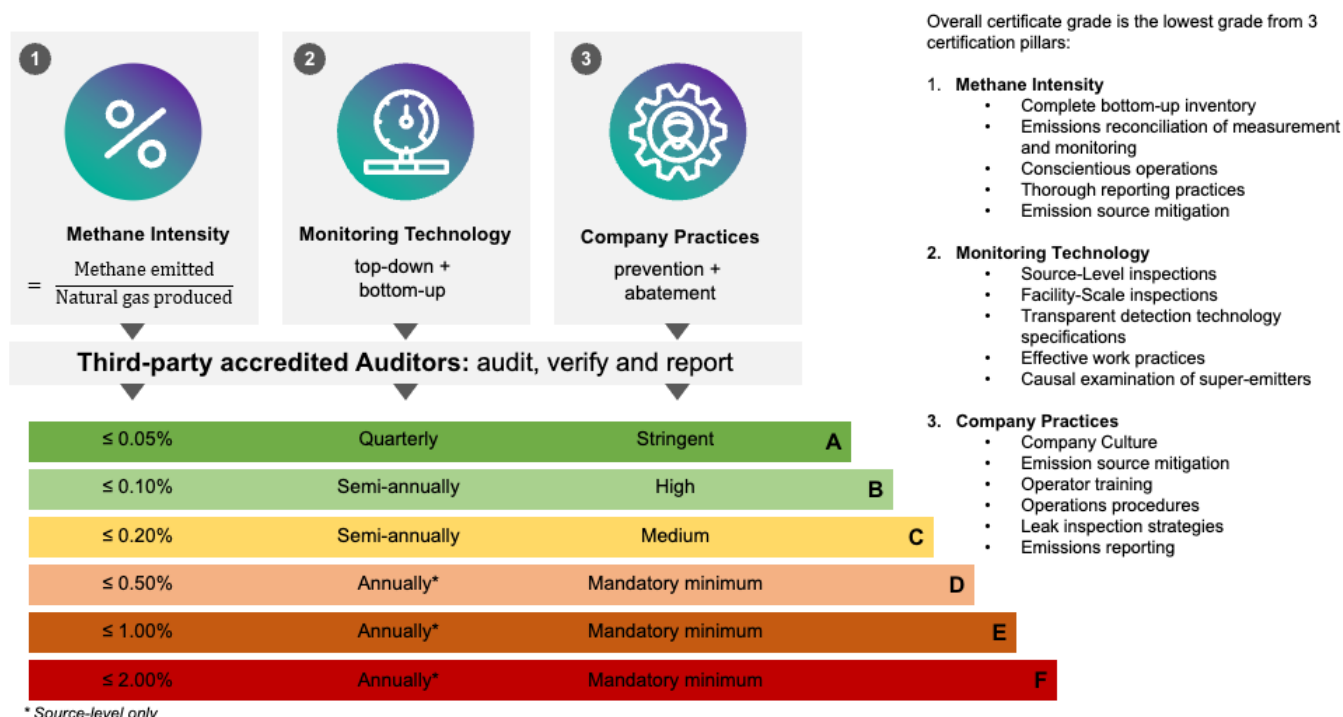 1
Methane Intensity
= Methane emitted
Natural gas produced
2
Monitoring Technology
top-down +
bottom-up
3
Company Practices
prevention +
abatement
Third-party accredited Auditors: audit, verify and report
≤ 0.05% Quarterly Stringent A
≤ 0.10% Semi-annually High B
≤ 0.20% Semi-annually Medium C
≤ 0.50% Annually* Mandatory minimum D
≤ 1.00% Annually* Mandatory minimum E
≤ 2.00% Annually* Mandatory minimum F
* Source-level only
Overall certificate grade is the lowest grade from 3
certification pillars:
1. Methane Intensity
• Complete bottom-up inventory
• Emissions reconciliation of measurement
and monitoring
• Conscientious operations
• Thorough reporting practices
• Emission source mitigation
2. Monitoring Technology
• Source-Level inspections
• Facility-Scale inspections
• Transparent detection technology
specifications
• Effective work practices
• Causal examination of super-emitters
3. Company Practices
• Company Culture
• Emission source mitigation
• Operator training
• Operations procedures
• Leak inspection strategies
• Emissions reporting